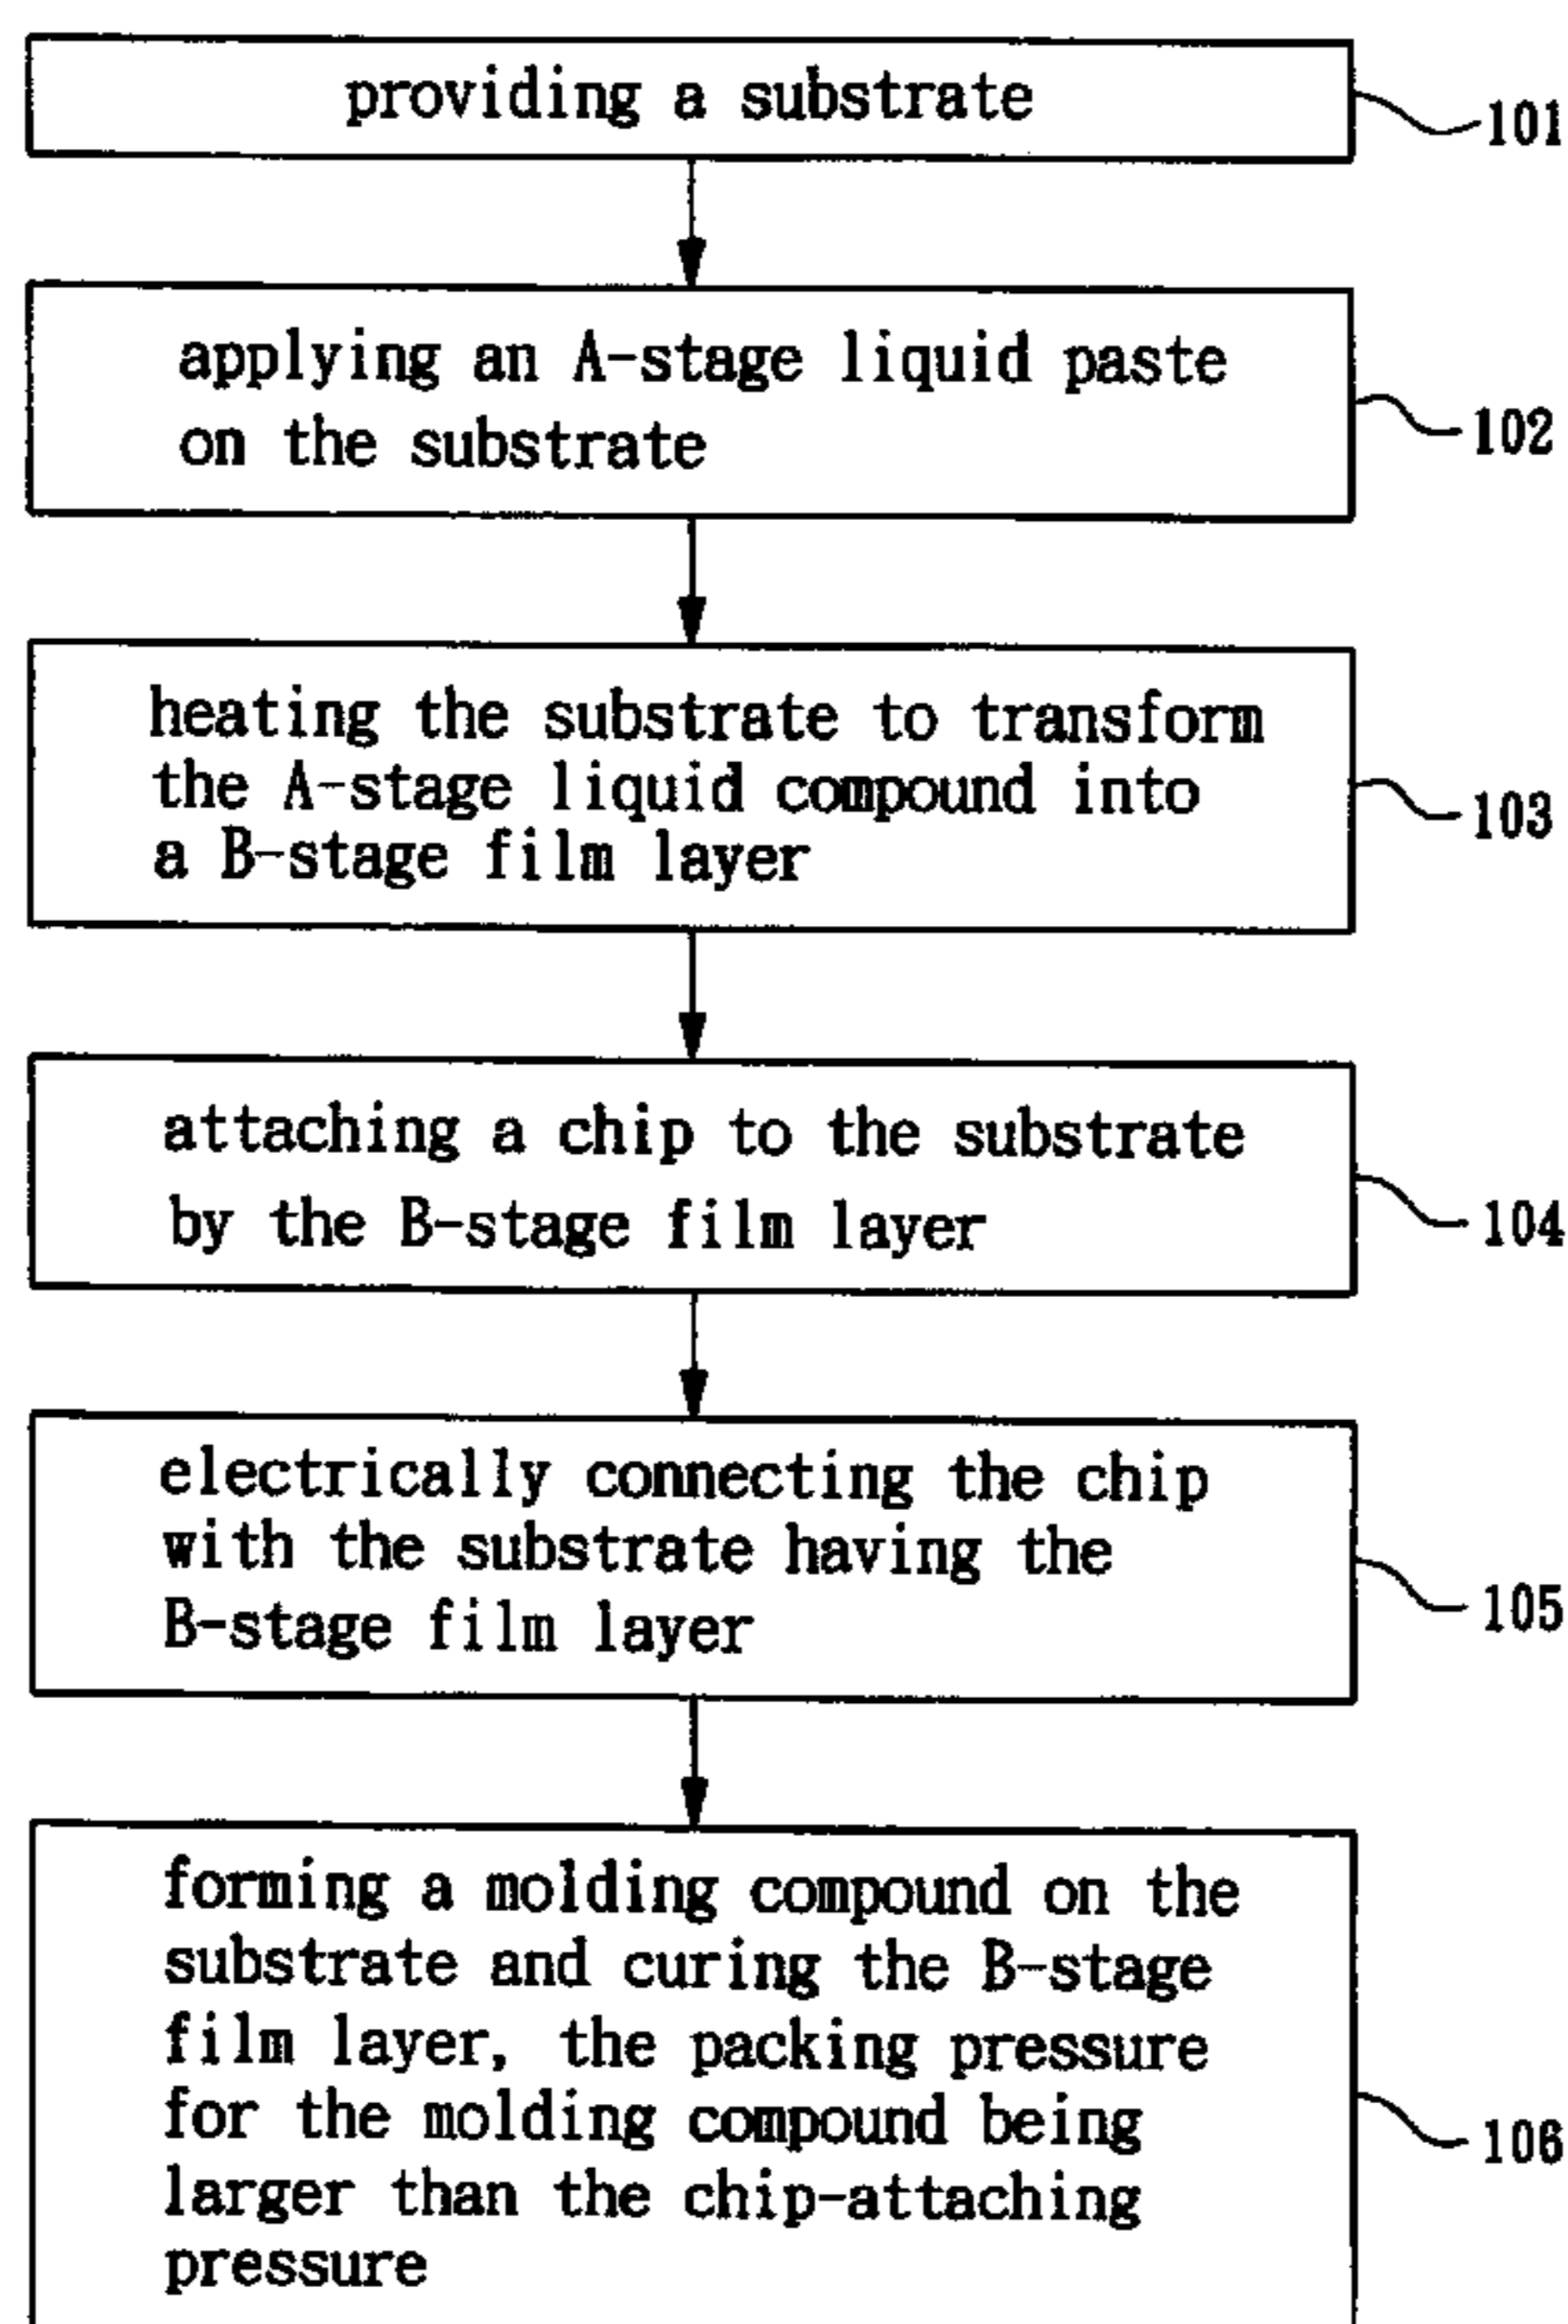 providing a substrate
101
applying an A-stage liquid paste
on the substrate
102
heating the substrate to transform
the A-stage liquid compound into
a B-stage film layer
103
attaching a chip to the substrate
by the B-stage film layer
104
electrically connecting the chip
with the substrate having the
B-stage film layer
105
forming a molding compound on the
substrate and curing the B-stage
film layer, the packing pressure
for the molding compound being
larger than the chip-attaching
pressure
106